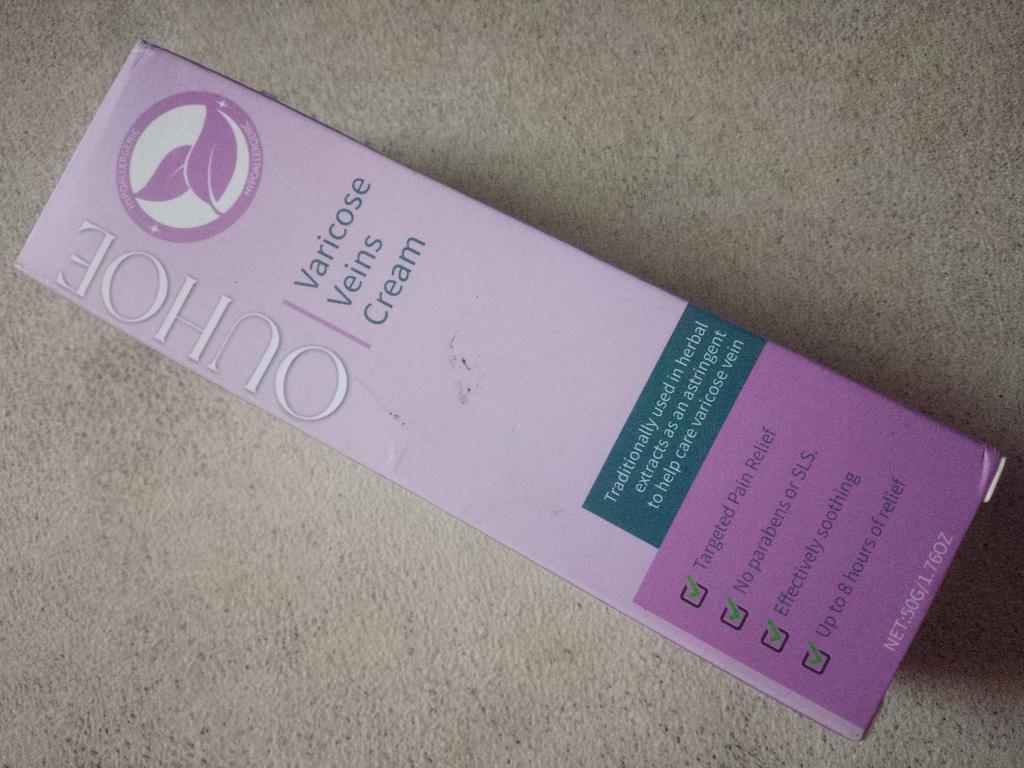 OUHOE
HYPOALLERGENIC
HYPOALLERGENIC
Varicose
Veins
Cream
Traditionally used in herbal
extracts as an astringent
to help care varicose vein
Targeted Pain Relief
No parabens or SLS.
Effectively soothing
Up to 8 hours of relief
NET:50G/1.76OZ